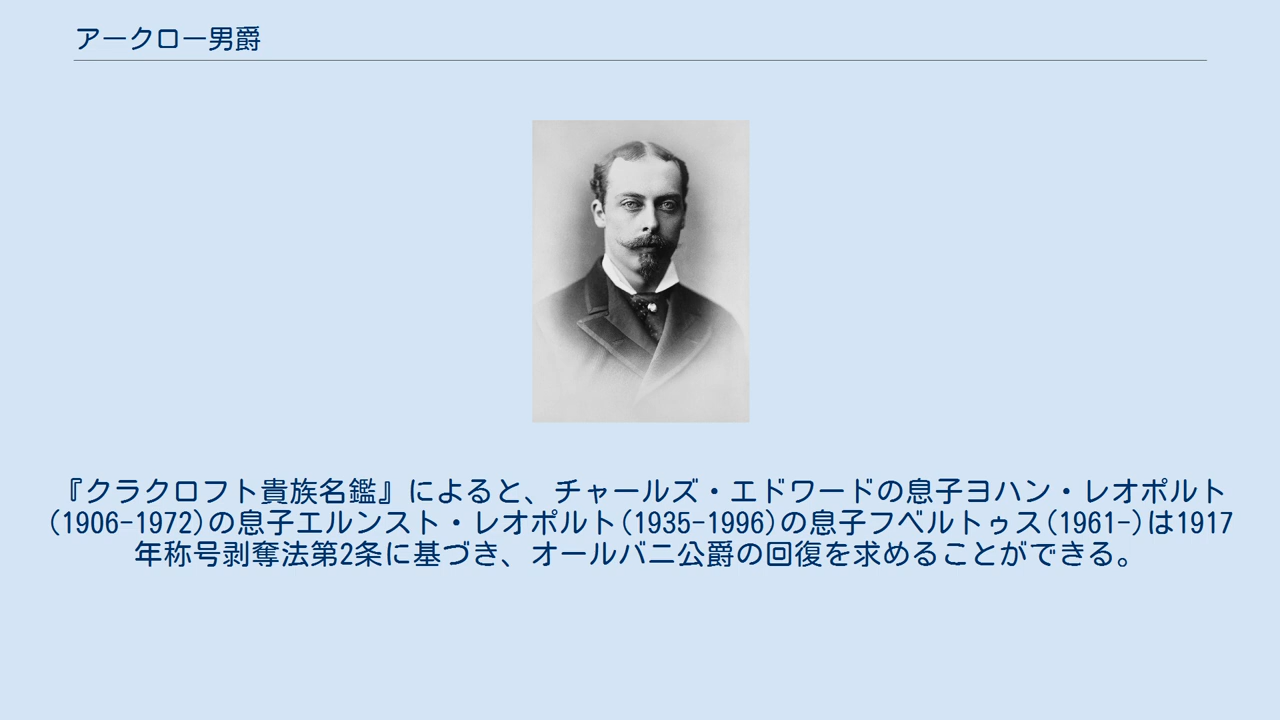 アークロー男爵
『クラクロフト貴族名鑑』によると、チャールズ・エドワードの息子ヨハン・レオポルト
(1906-1972)の息子エルンスト・レオポルト(1935-1996)の息子フベルトゥス(1961-)は1917
年称号剥奪法第2条に基づき、オールバニ公爵の回復を求めることができる。